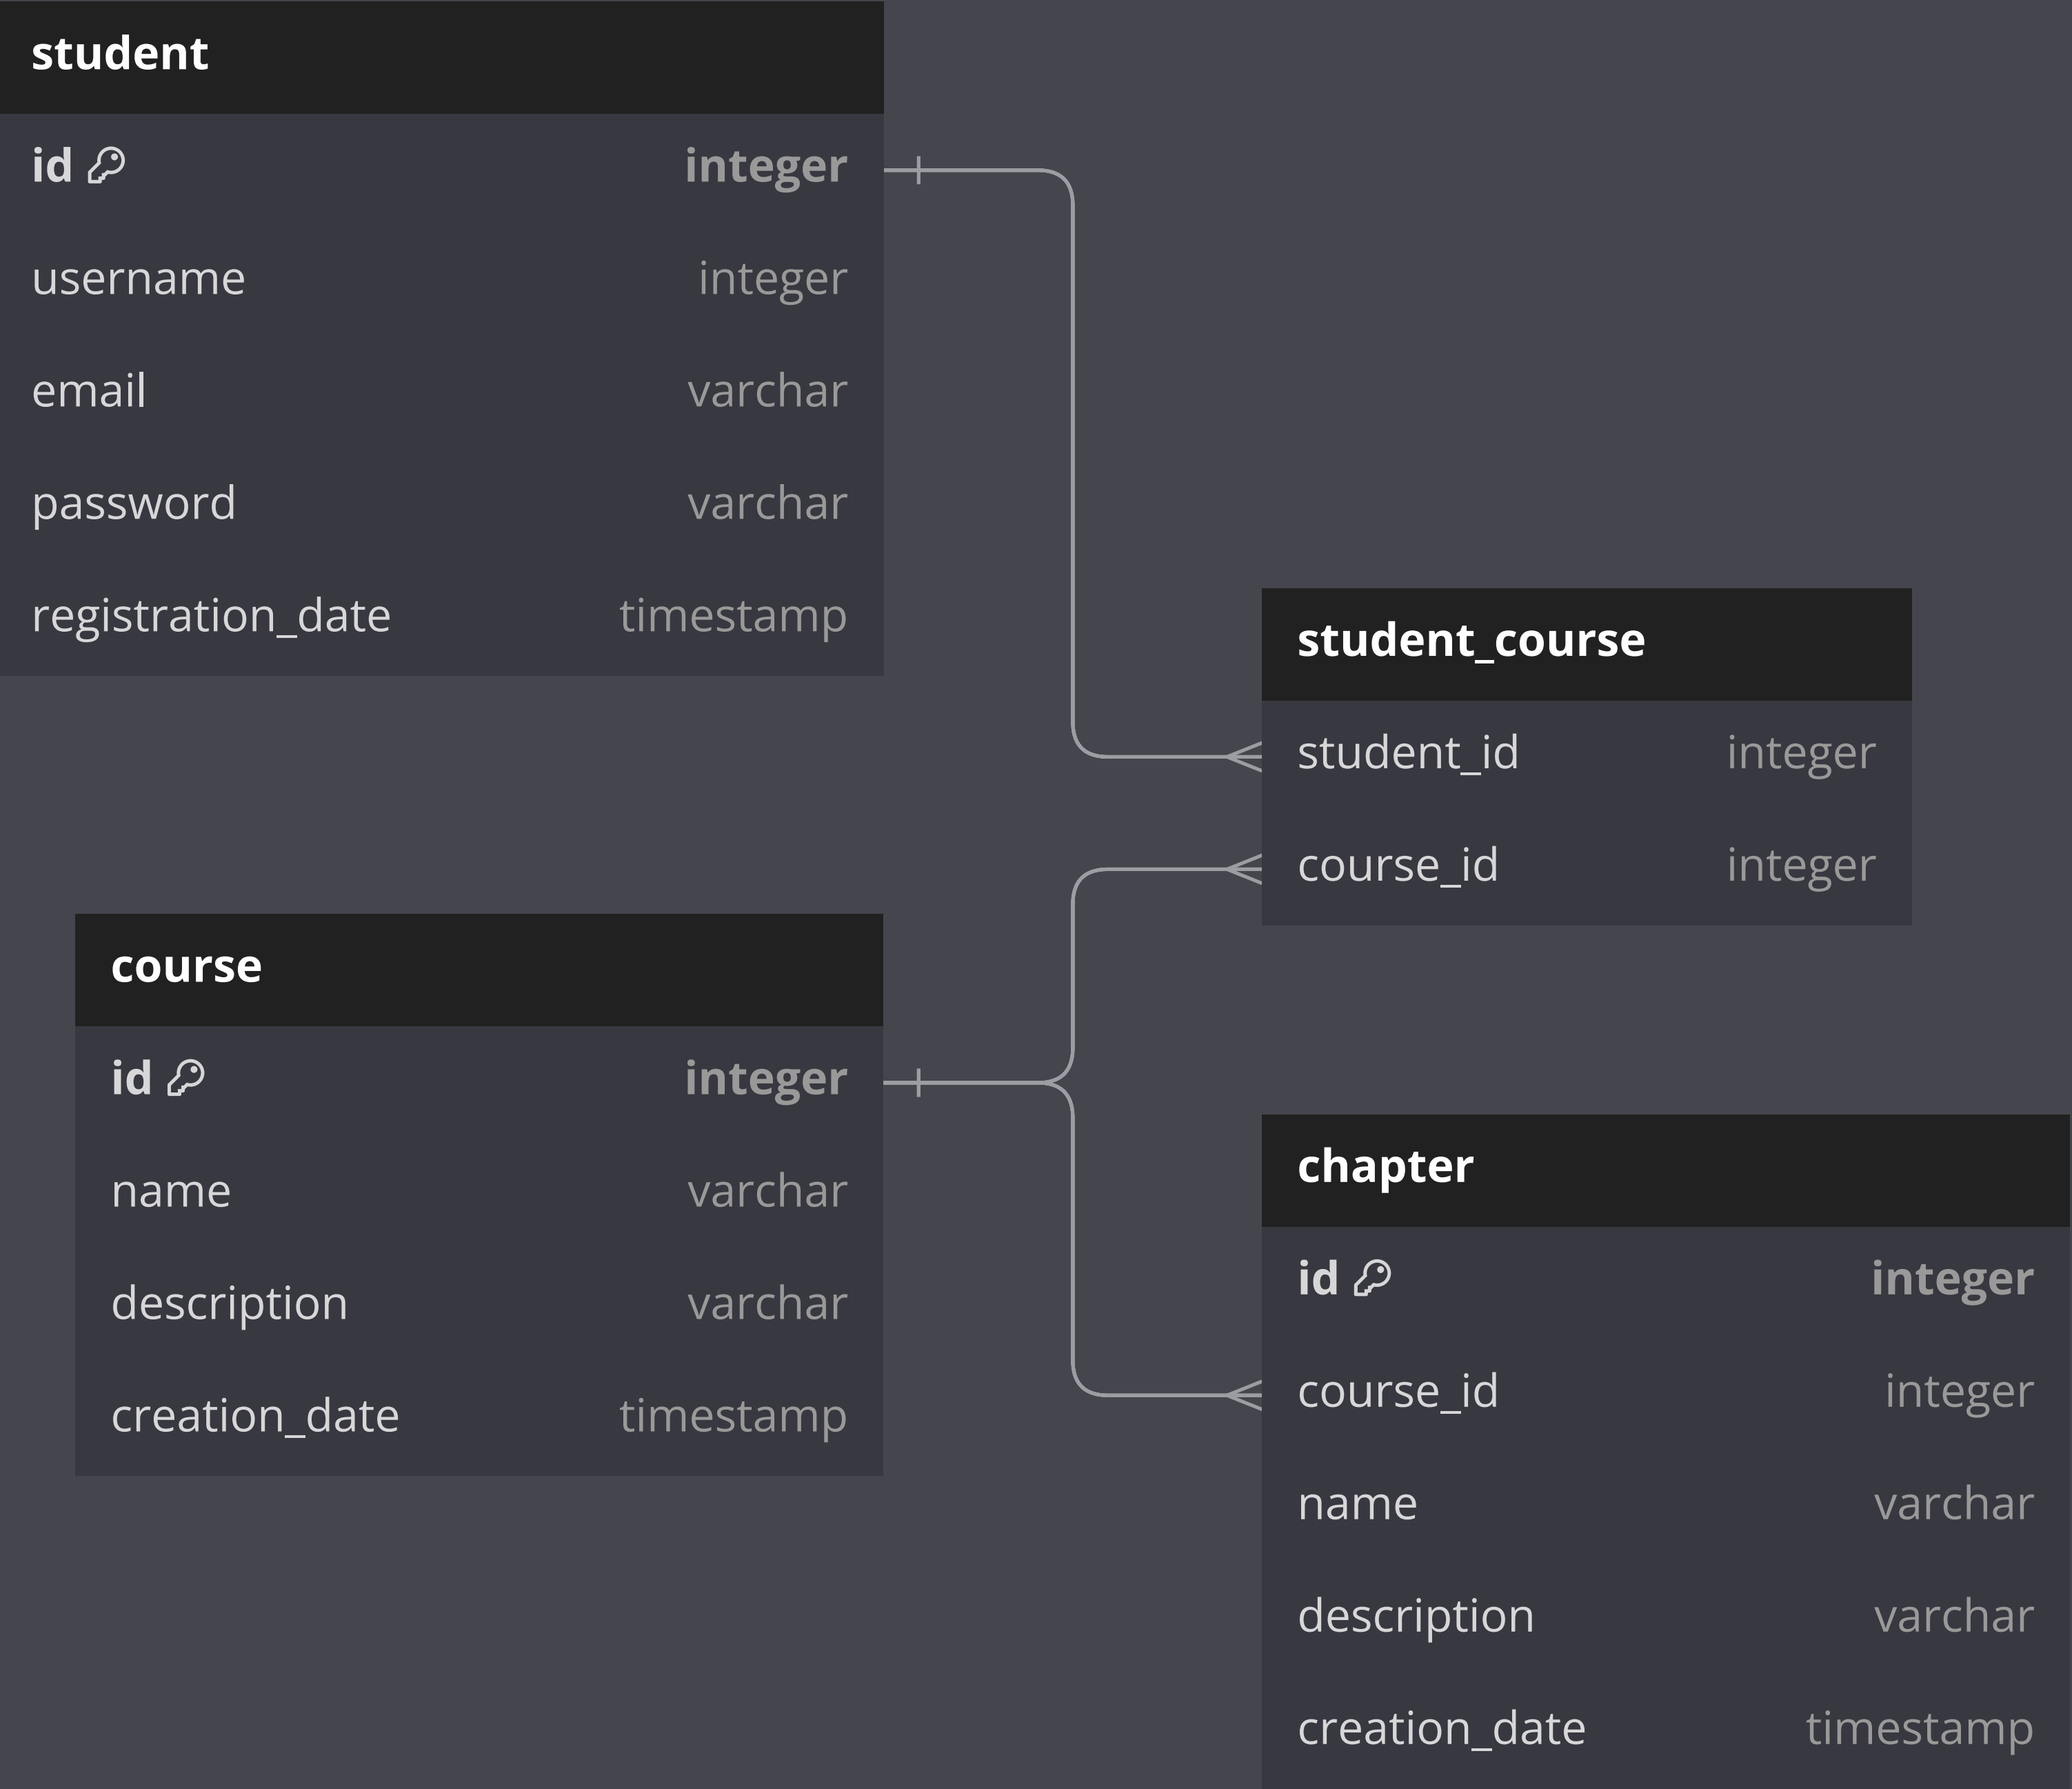 student
id integer
username integer
email varchar
password varchar
registration_date timestamp
student_course
student_id integer
course_id integer
course
id integer
name varchar
description varchar
creation_date timestamp
chapter
id integer
course_id integer
name varchar
description varchar
creation_date timestamp